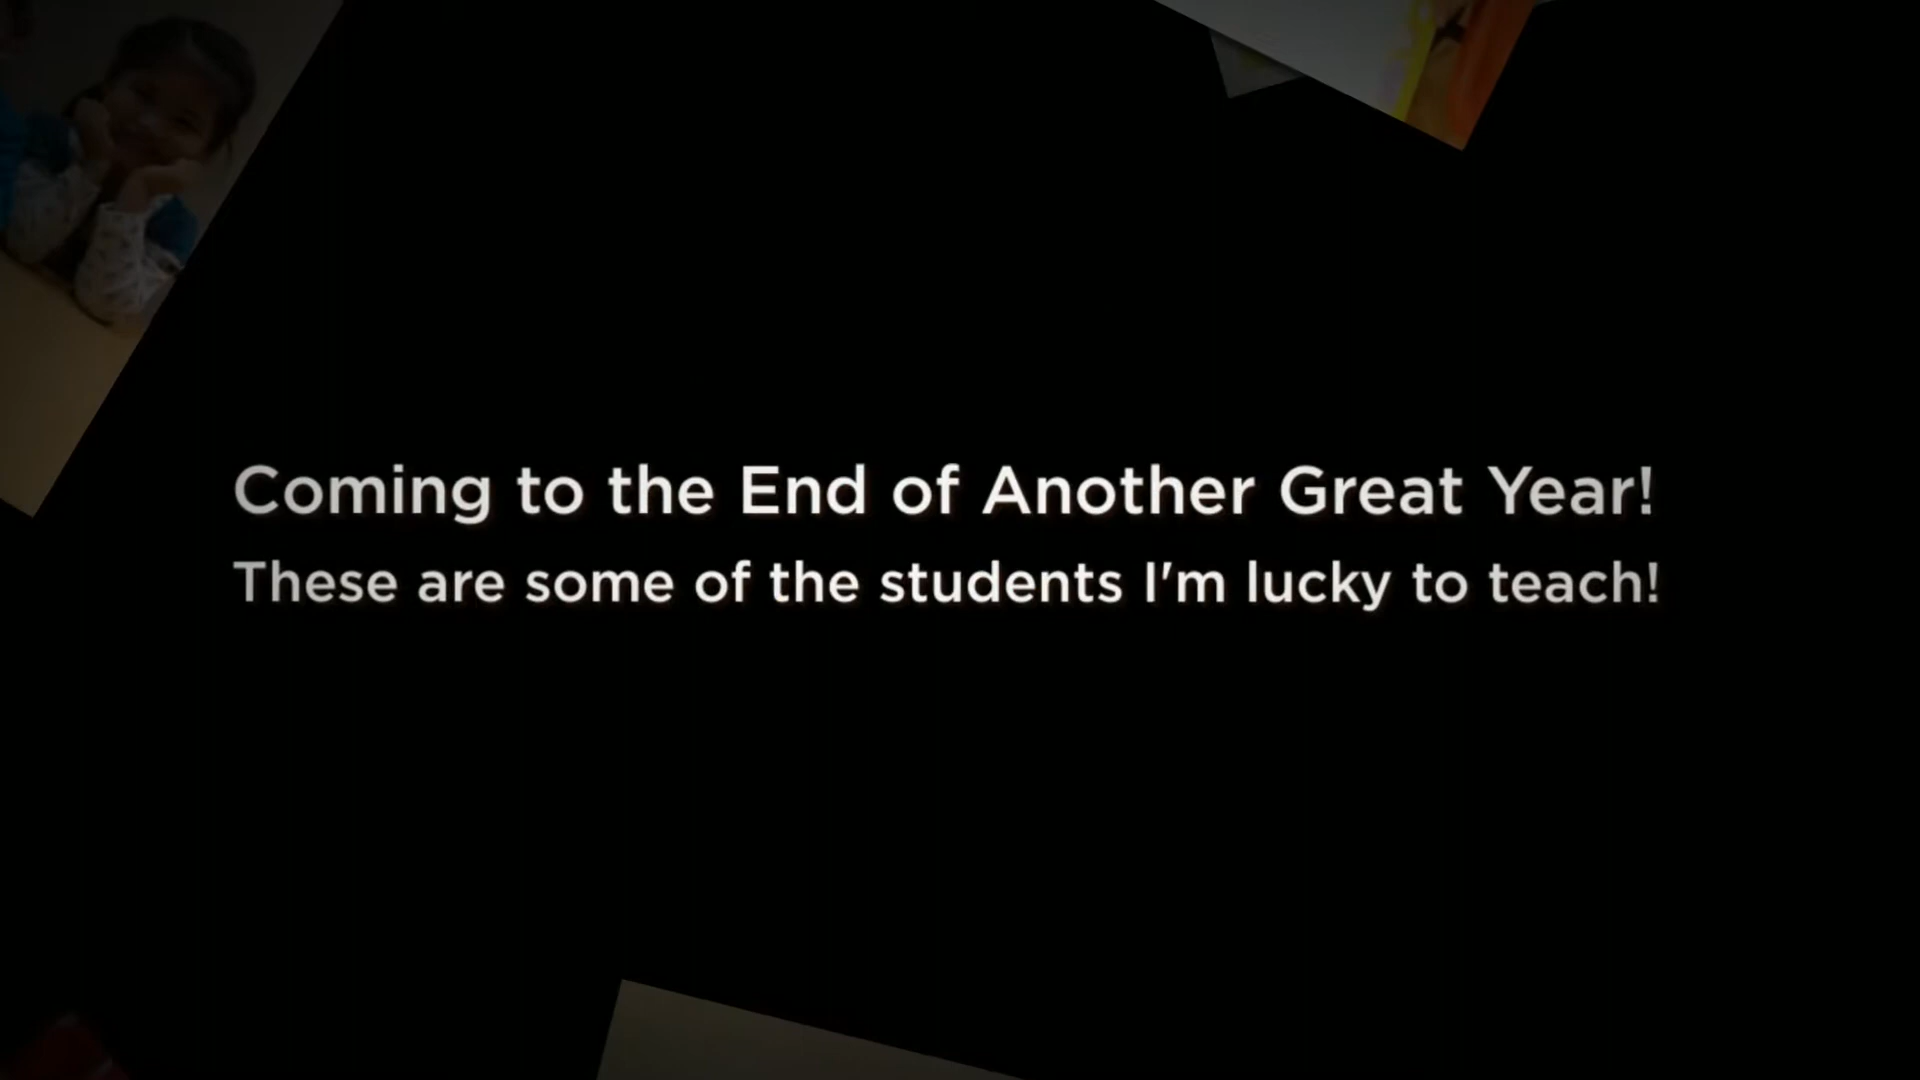 Coming to the End of Another Great Year!
These are some of the students I'm lucky to teach!